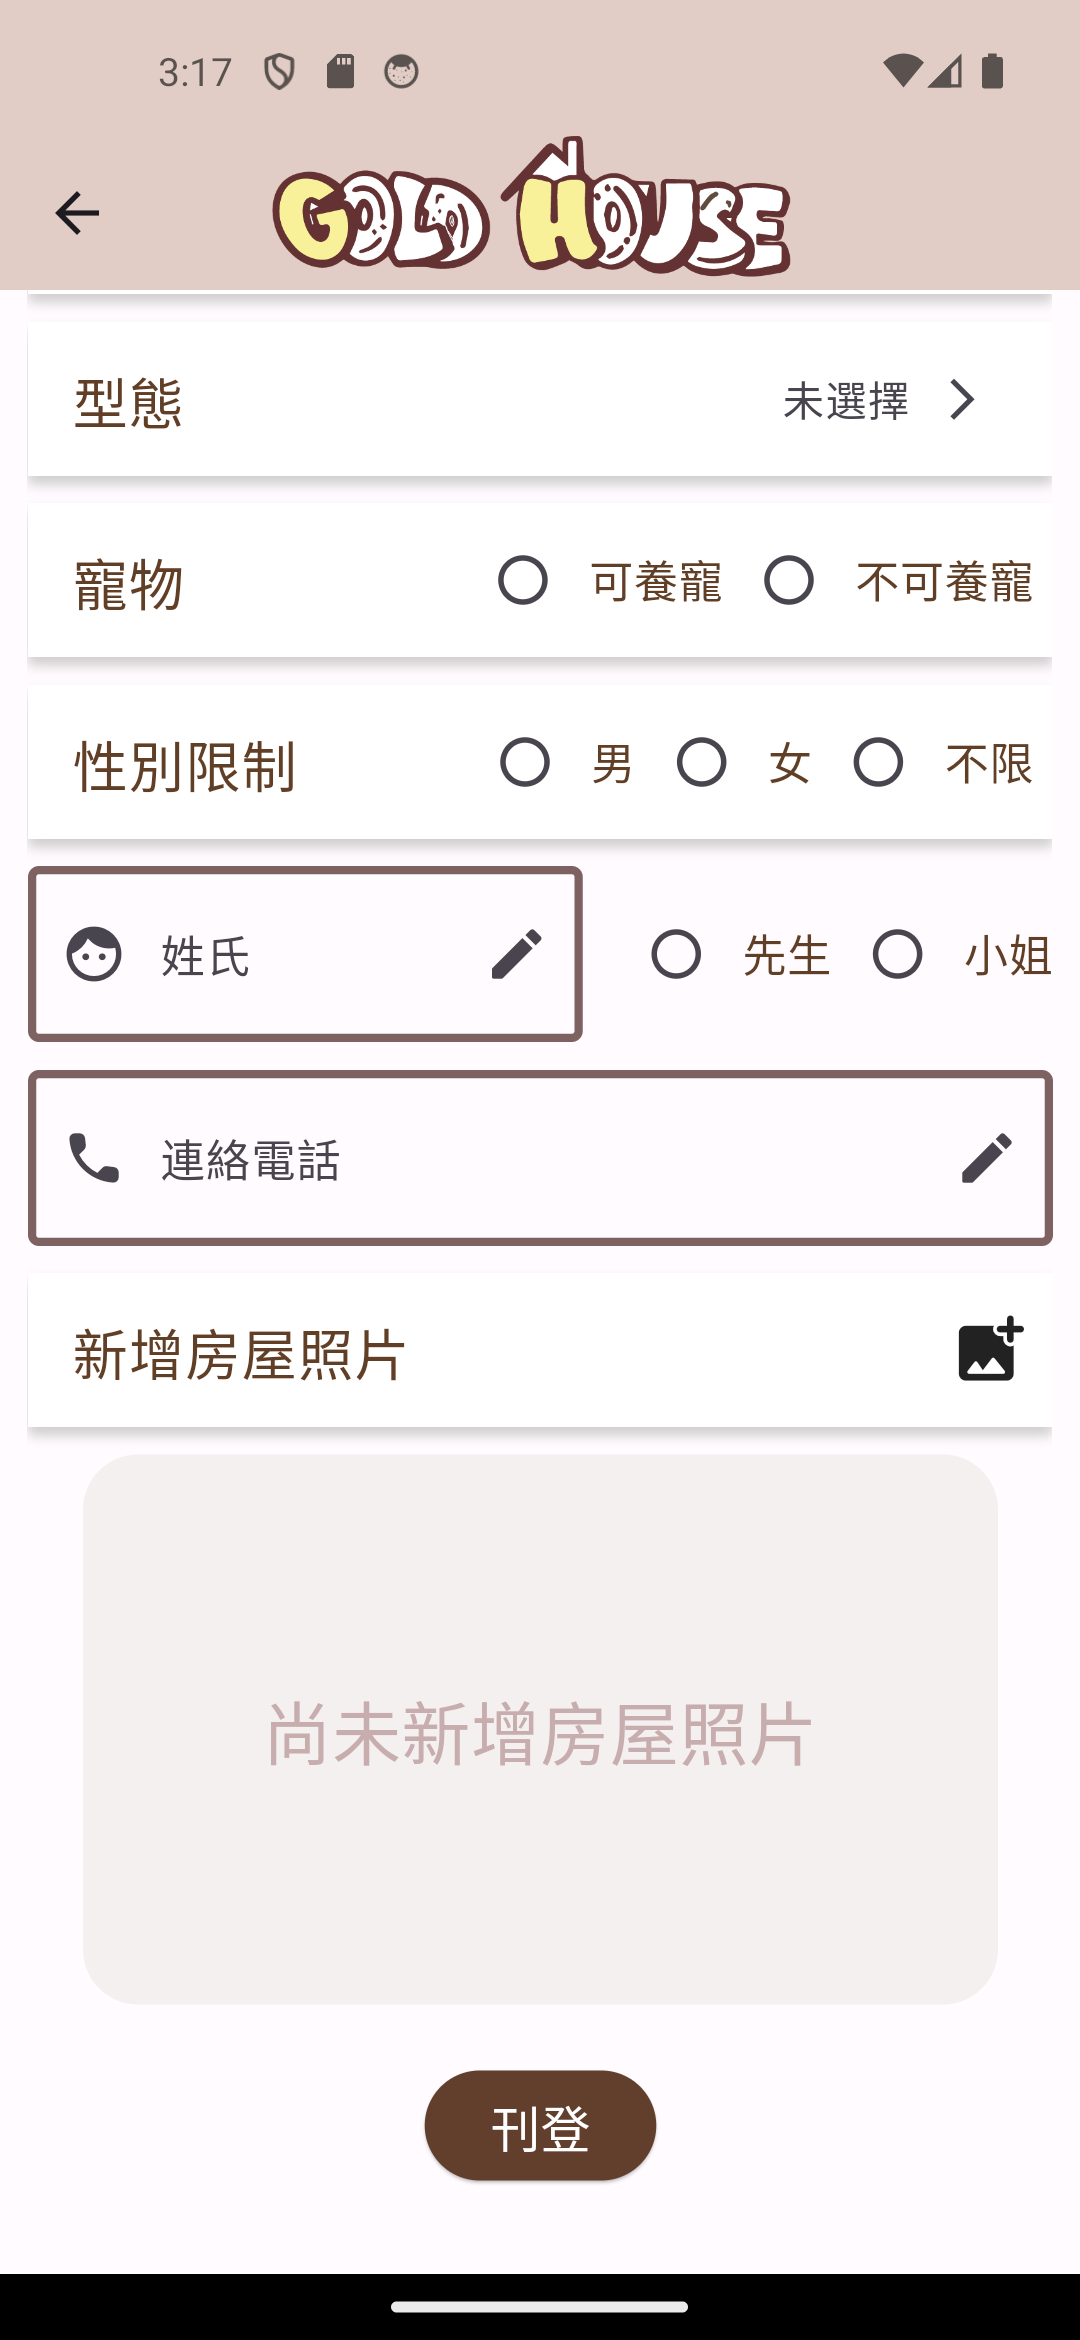 3:17
GOLD HOUSE
型態 未選擇
寵物 可養寵 不可養寵
性別限制 男 女 不限
姓氏 先生 小姐
連絡電話
新增房屋照片
尚未新增房屋照片
刊登